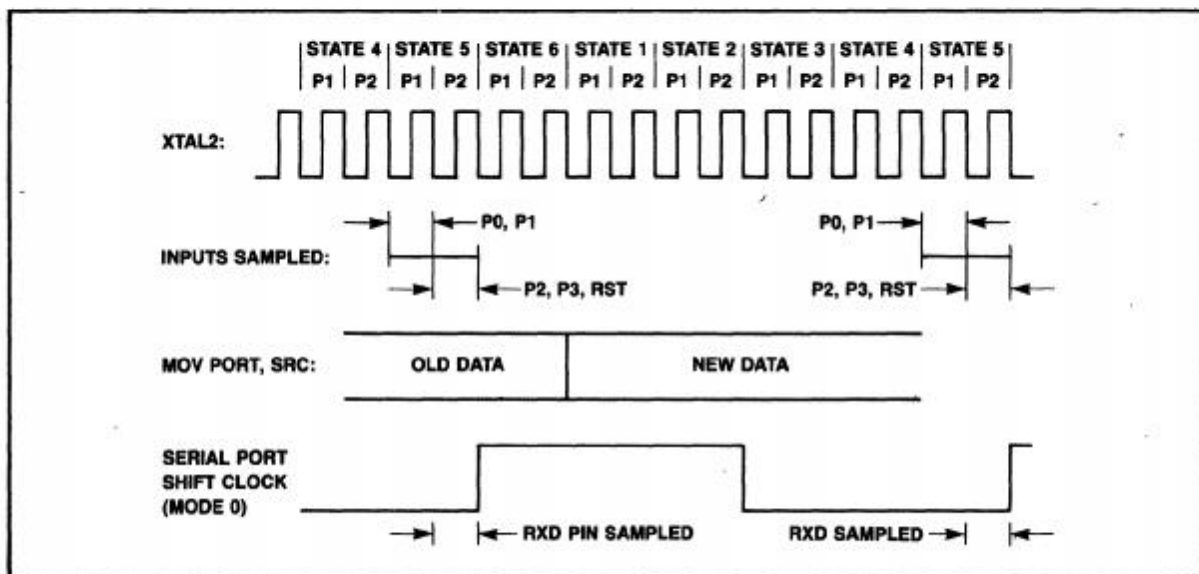 STATE 4 STATE 5 STATE 6 STATE 1 STATE 2 STATE 3 STATE 4 STATE 5
P1 P2 P1 P2 P1 P2 P1 P2 P1 P2 P1 P2 P1 P2 P1 P2
XTAL2:
P0, P1 P0, P1
INPUTS SAMPLED:
P2, P3, RST P2, P3, RST
MOV PORT, SRC: OLD DATA NEW DATA
SERIAL PORT
SHIFT CLOCK
(MODE 0)
RXD PIN SAMPLED RXD SAMPLED